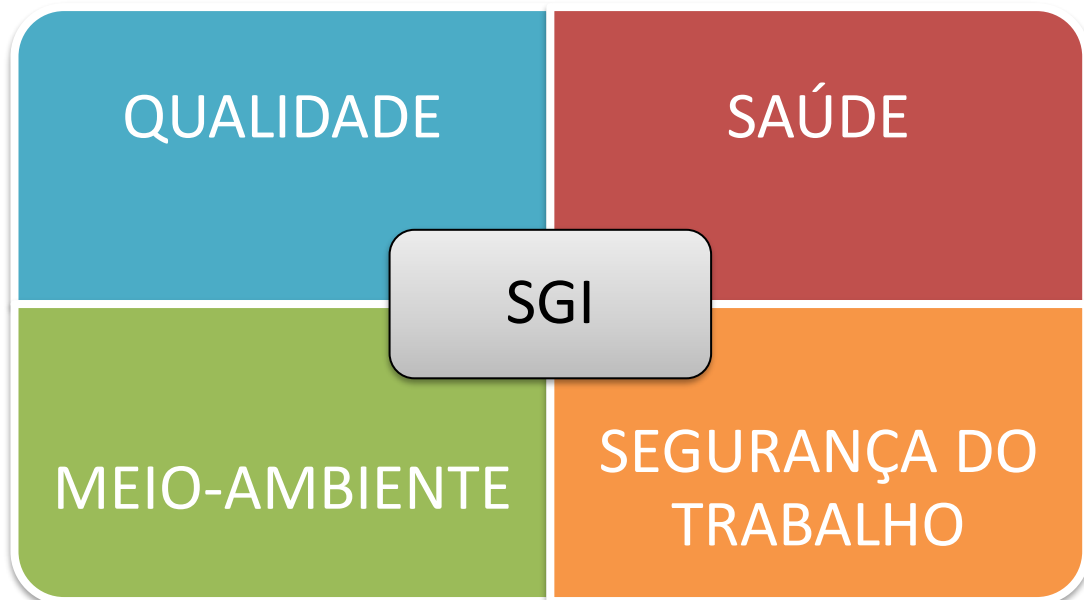 QUALIDADE
SAÚDE
SGI
MEIO-AMBIENTE
SEGURANÇA DO
TRABALHO